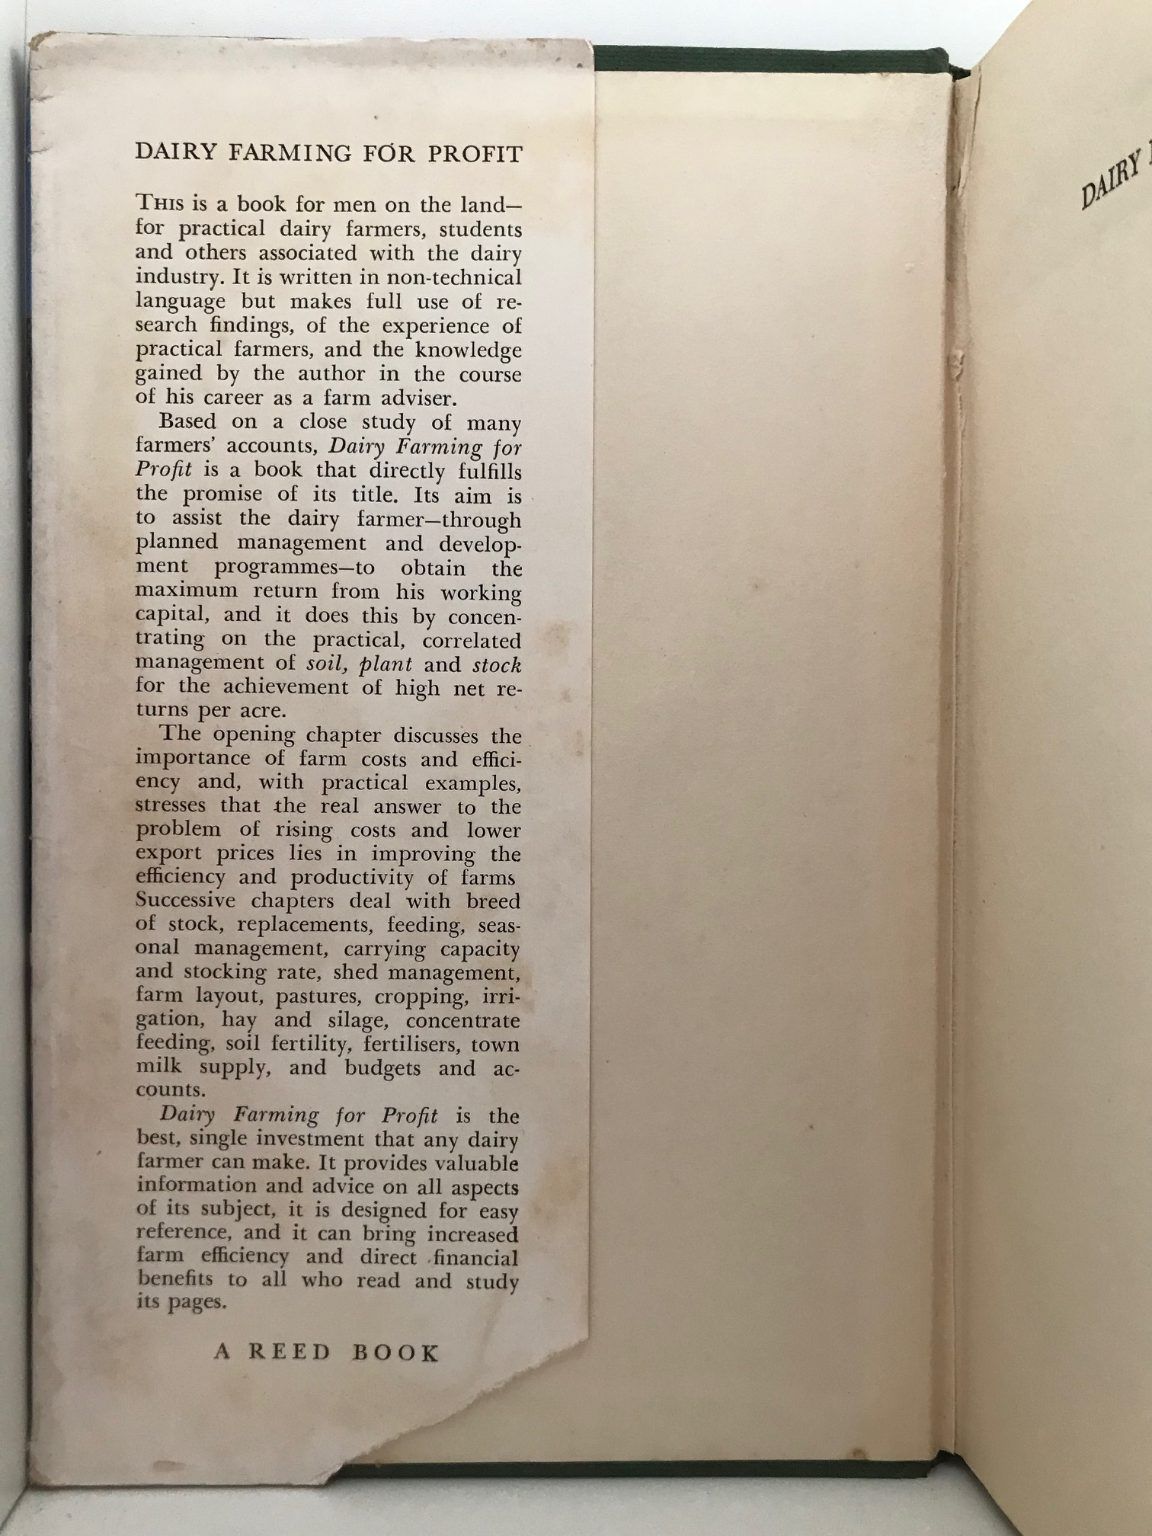 DAIRY FARMING FOR PROFIT
THIS is a book for men on the land—
for practical dairy farmers, students
and others associated with the dairy
industry. It is written in non-technical
language but makes full use of re-
search findings, of the experience of
practical farmers, and the knowledge
gained by the author in the course
of his career as a farm adviser.
Based on a close study of many
farmers' accounts, Dairy Farming for
Profit is a book that directly fulfills
the promise of its title. Its aim is
to assist the dairy farmer—through
planned management and develop-
ment programmes—to obtain the
maximum return from his working
capital, and it does this by concen-
trating on the practical, correlated
management of soil, plant and stock
for the achievement of high net re-
turns per acre.
The opening chapter discusses the
importance of farm costs and effici-
ency and, with practical examples,
stresses that the real answer to the
problem of rising costs and lower
export prices lies in improving the
efficiency and productivity of farms
Successive chapters deal with breed
of stock, replacements, feeding, seas-
onal management, carrying capacity
and stocking rate, shed management,
farm layout, pastures, cropping, irri-
gation, hay and silage, concentrate
feeding, soil fertility, fertilisers, town
milk supply, and budgets and ac-
counts.
Dairy Farming for Profit is the
best, single investment that any dairy
farmer can make. It provides valuable
information and advice on all aspects
of its subject, it is designed for easy
reference, and it can bring increased
farm efficiency and direct financial
benefits to all who read and study
its pages.
A REED BOOK
DAIRY